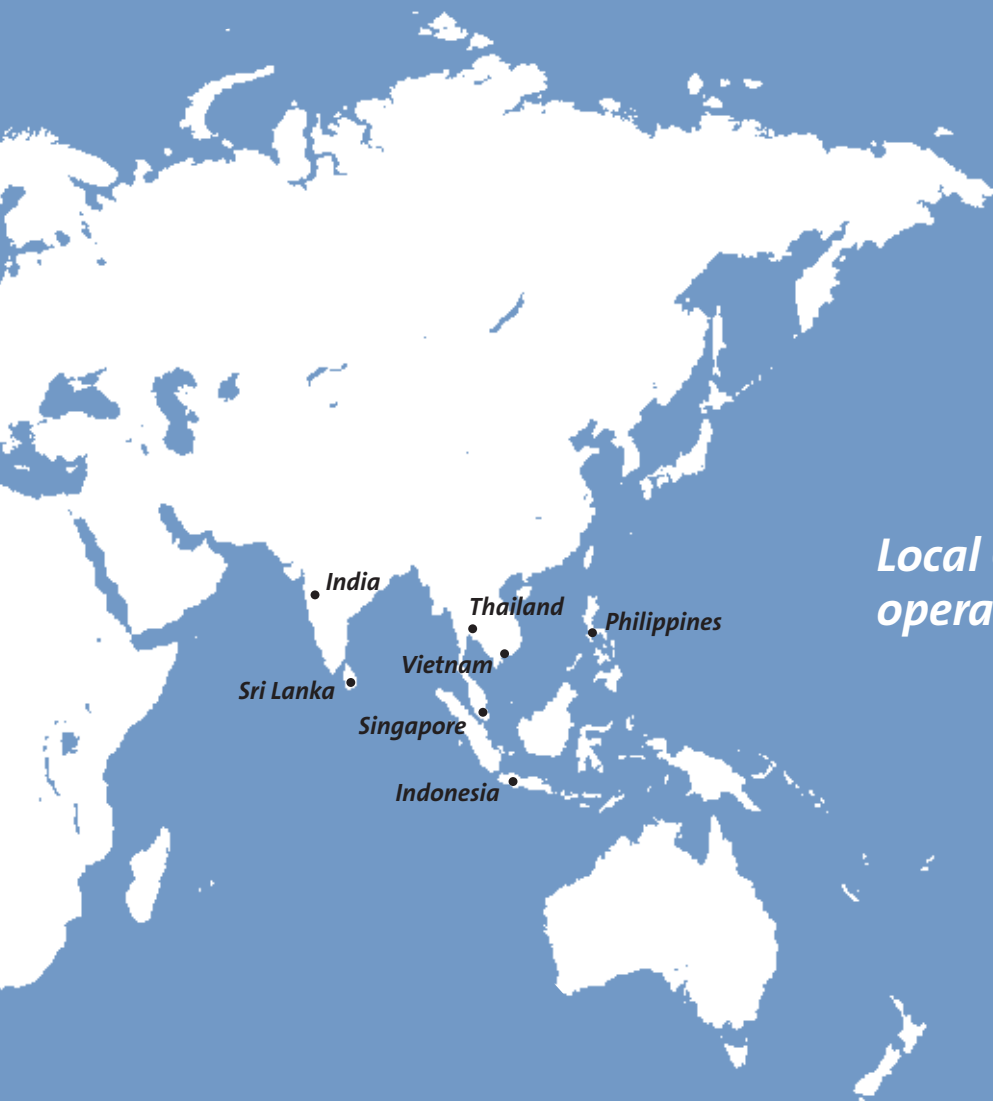 Local
opera
India
Thailand
Philippines
Vietnam
Sri Lanka
Singapore
Indonesia